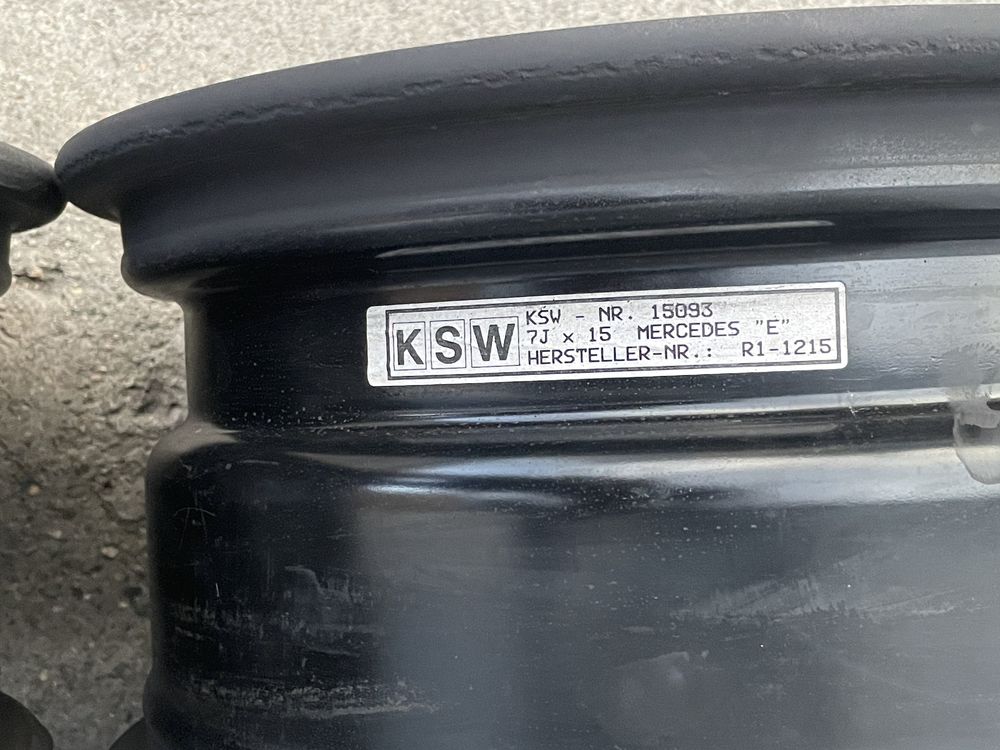 KSW
KSW - NR. 15093
7J x 15 MERCEDES "E"
HERSTELLER-NR.: R1-1215